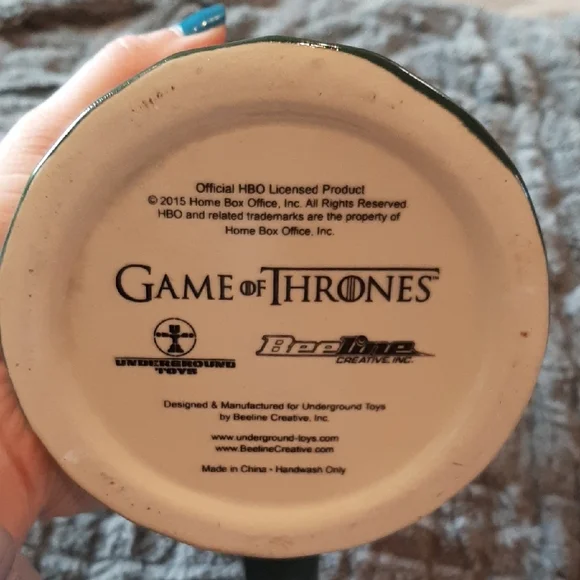 Official HBO Licensed Product
© 2015 Home Box Office, Inc. All Rights Reserved
HBO and related trademarks are the property of
Home Box Office, Inc.
GAME OF THRONES
U
UNDERGROUND
TOYS
BeeLine
CREATIVE, INC.
Designed & Manufactured for Underground Toys
by Beeline Creative, Inc.
www.underground-toys.com
www.BeelineCreative.com
Made in China - Handwash Only